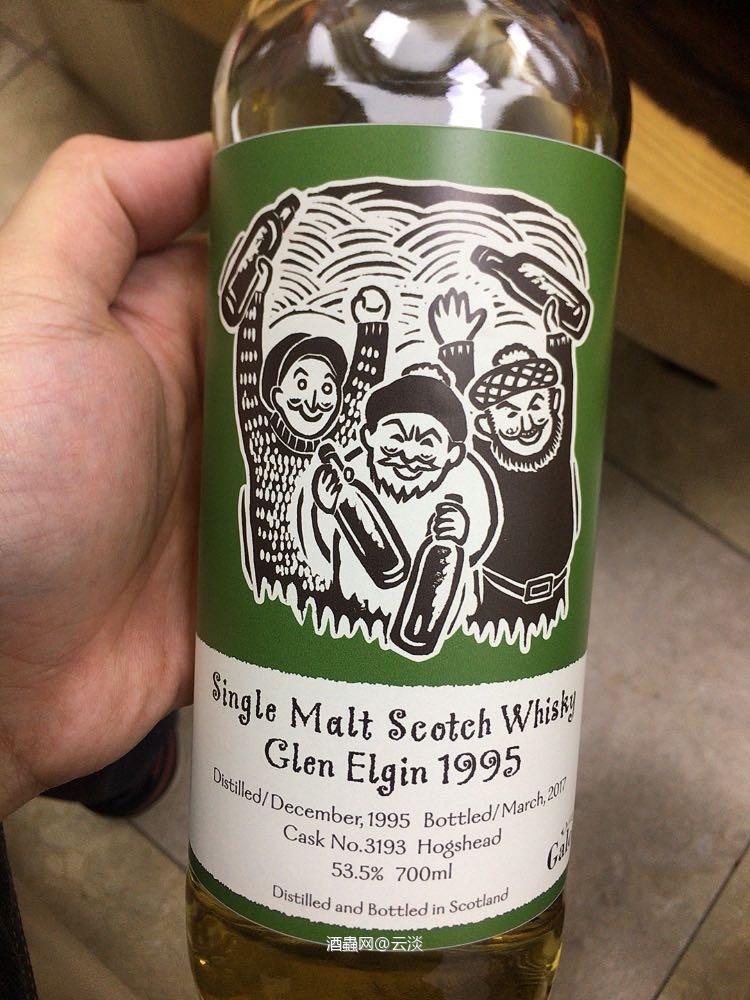 Single Malt Scotch Whisky
Glen Elgin 1995
Distilled/December,1995 Bottled/March,2017
Cask No.3193 Hogshead
53.5% 700ml
Distilled and Bottled in Scotland
酒蟲网@云淡